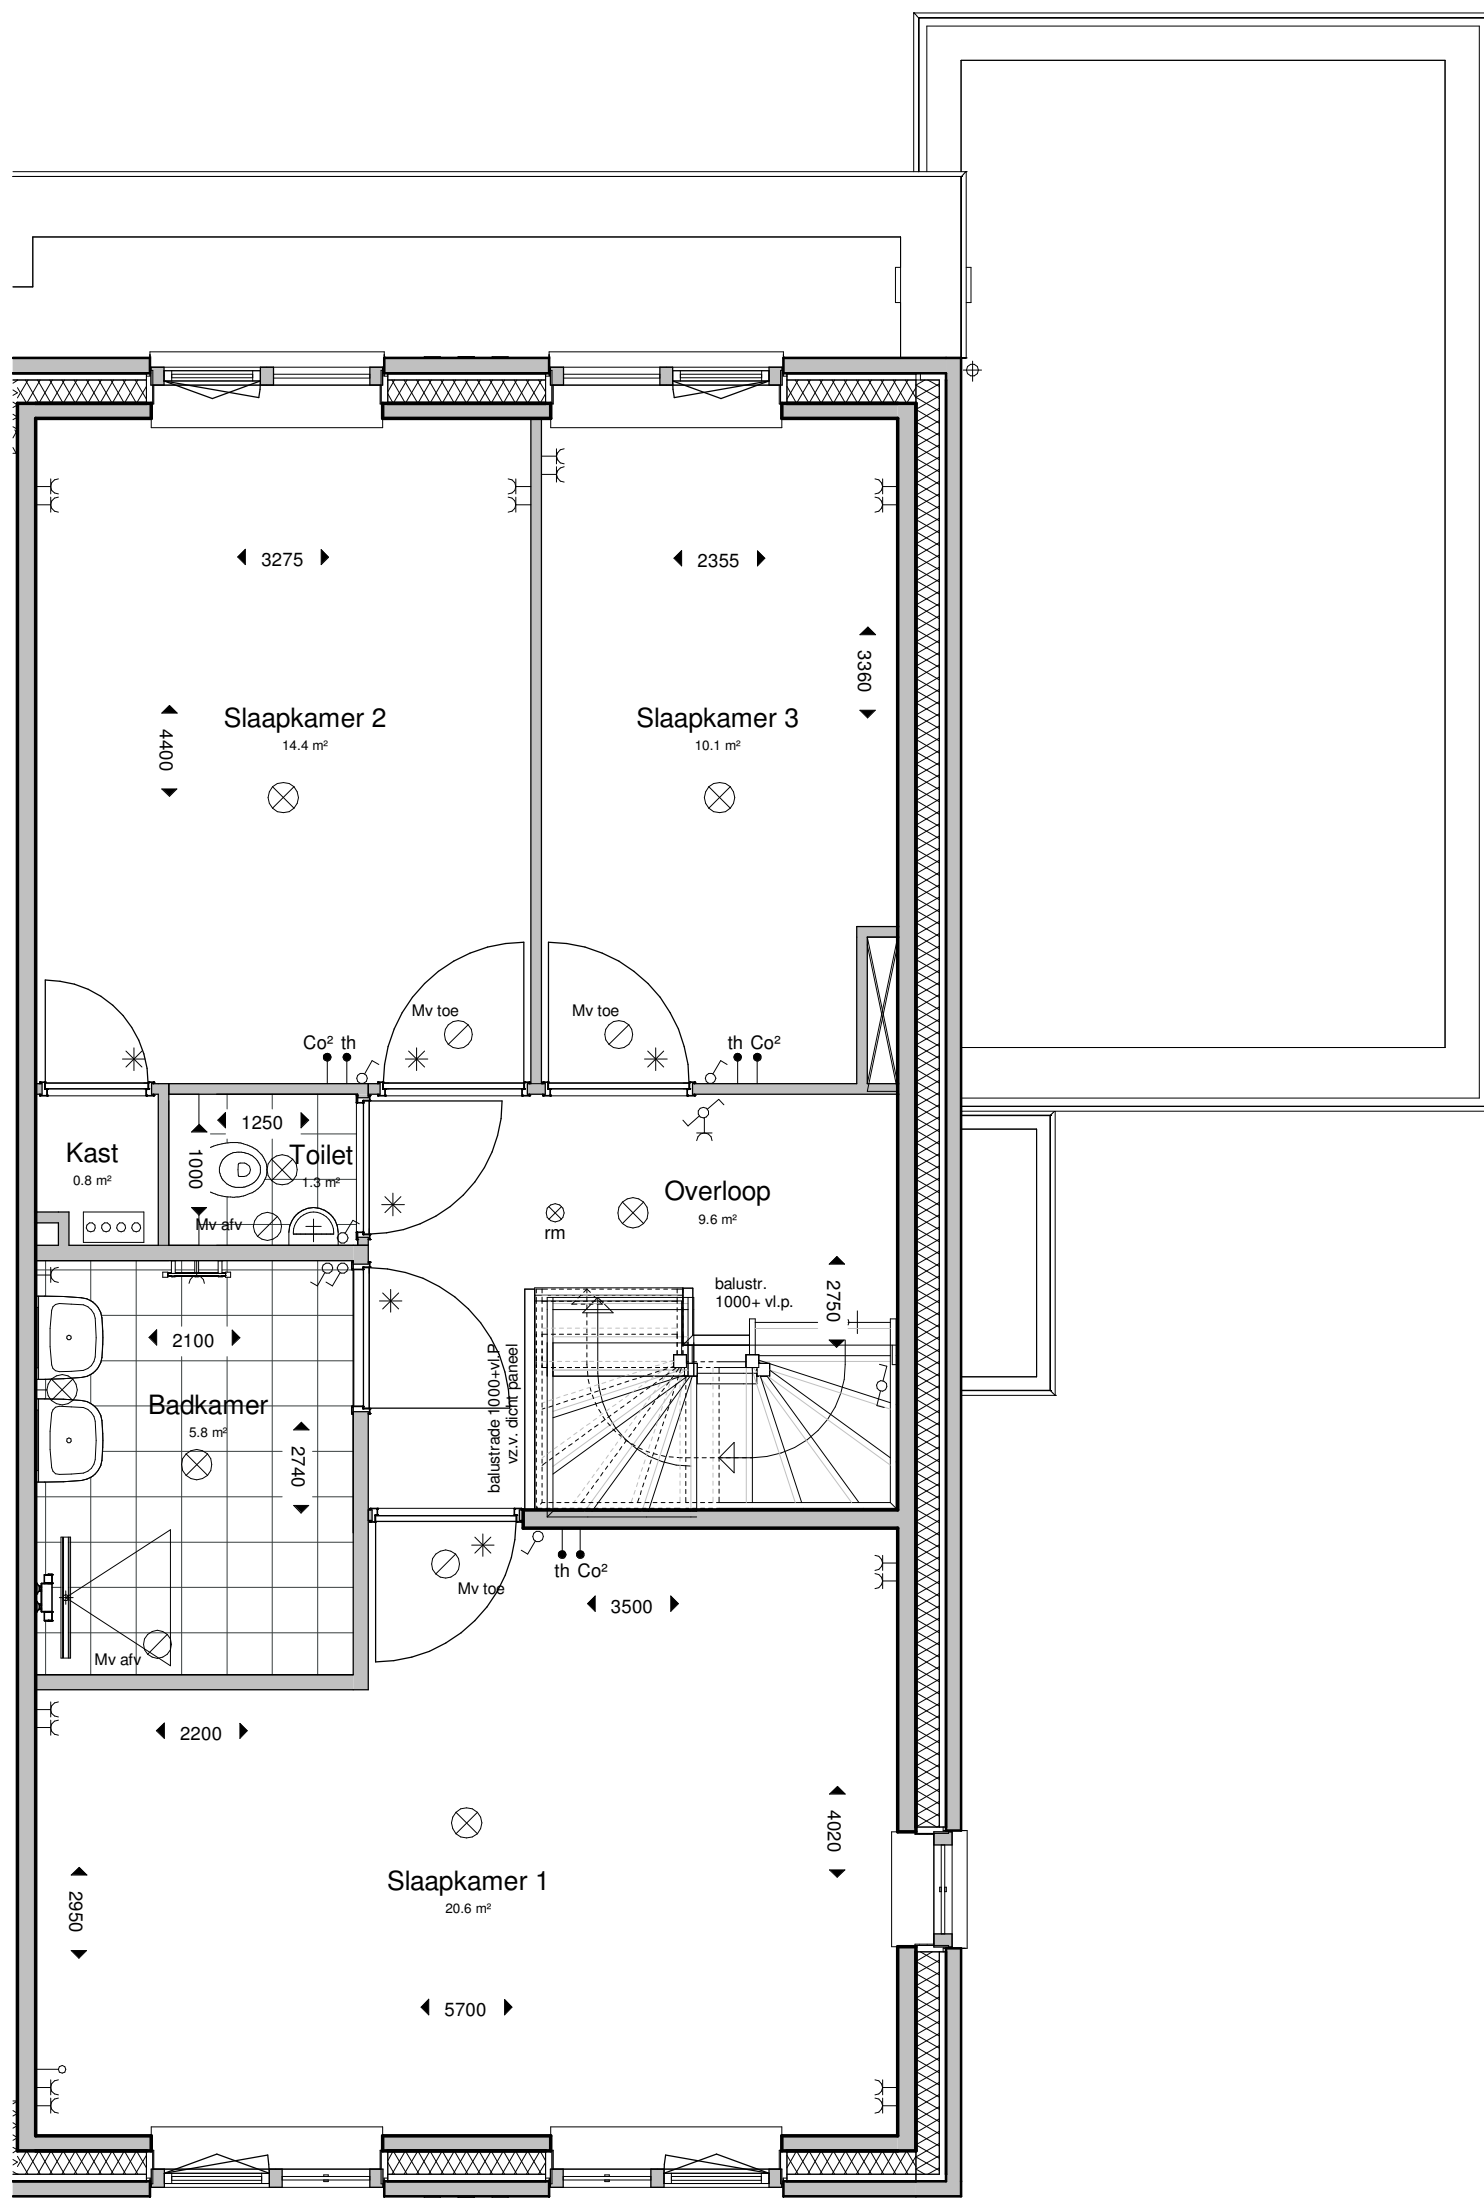 3275
2355
3360
Slaapkamer 2
14.4 m²
4400
Slaapkamer 3
10.1 m²
Mv toe
Mv toe
Co² th
th Co²
1250
Kast
0.8 m²
1000
Toilet
1.3 m²
Mv afv
Overloop
9.6 m²
rm
balustr.
1000+ vl.p.
2750
2100
balustrade 1000+vl.P
vz.v. dicht paneel
Badkamer
5.8 m²
2740
Mv afv
Mv toe
th Co²
3500
2200
4020
Slaapkamer 1
20.6 m²
2950
5700